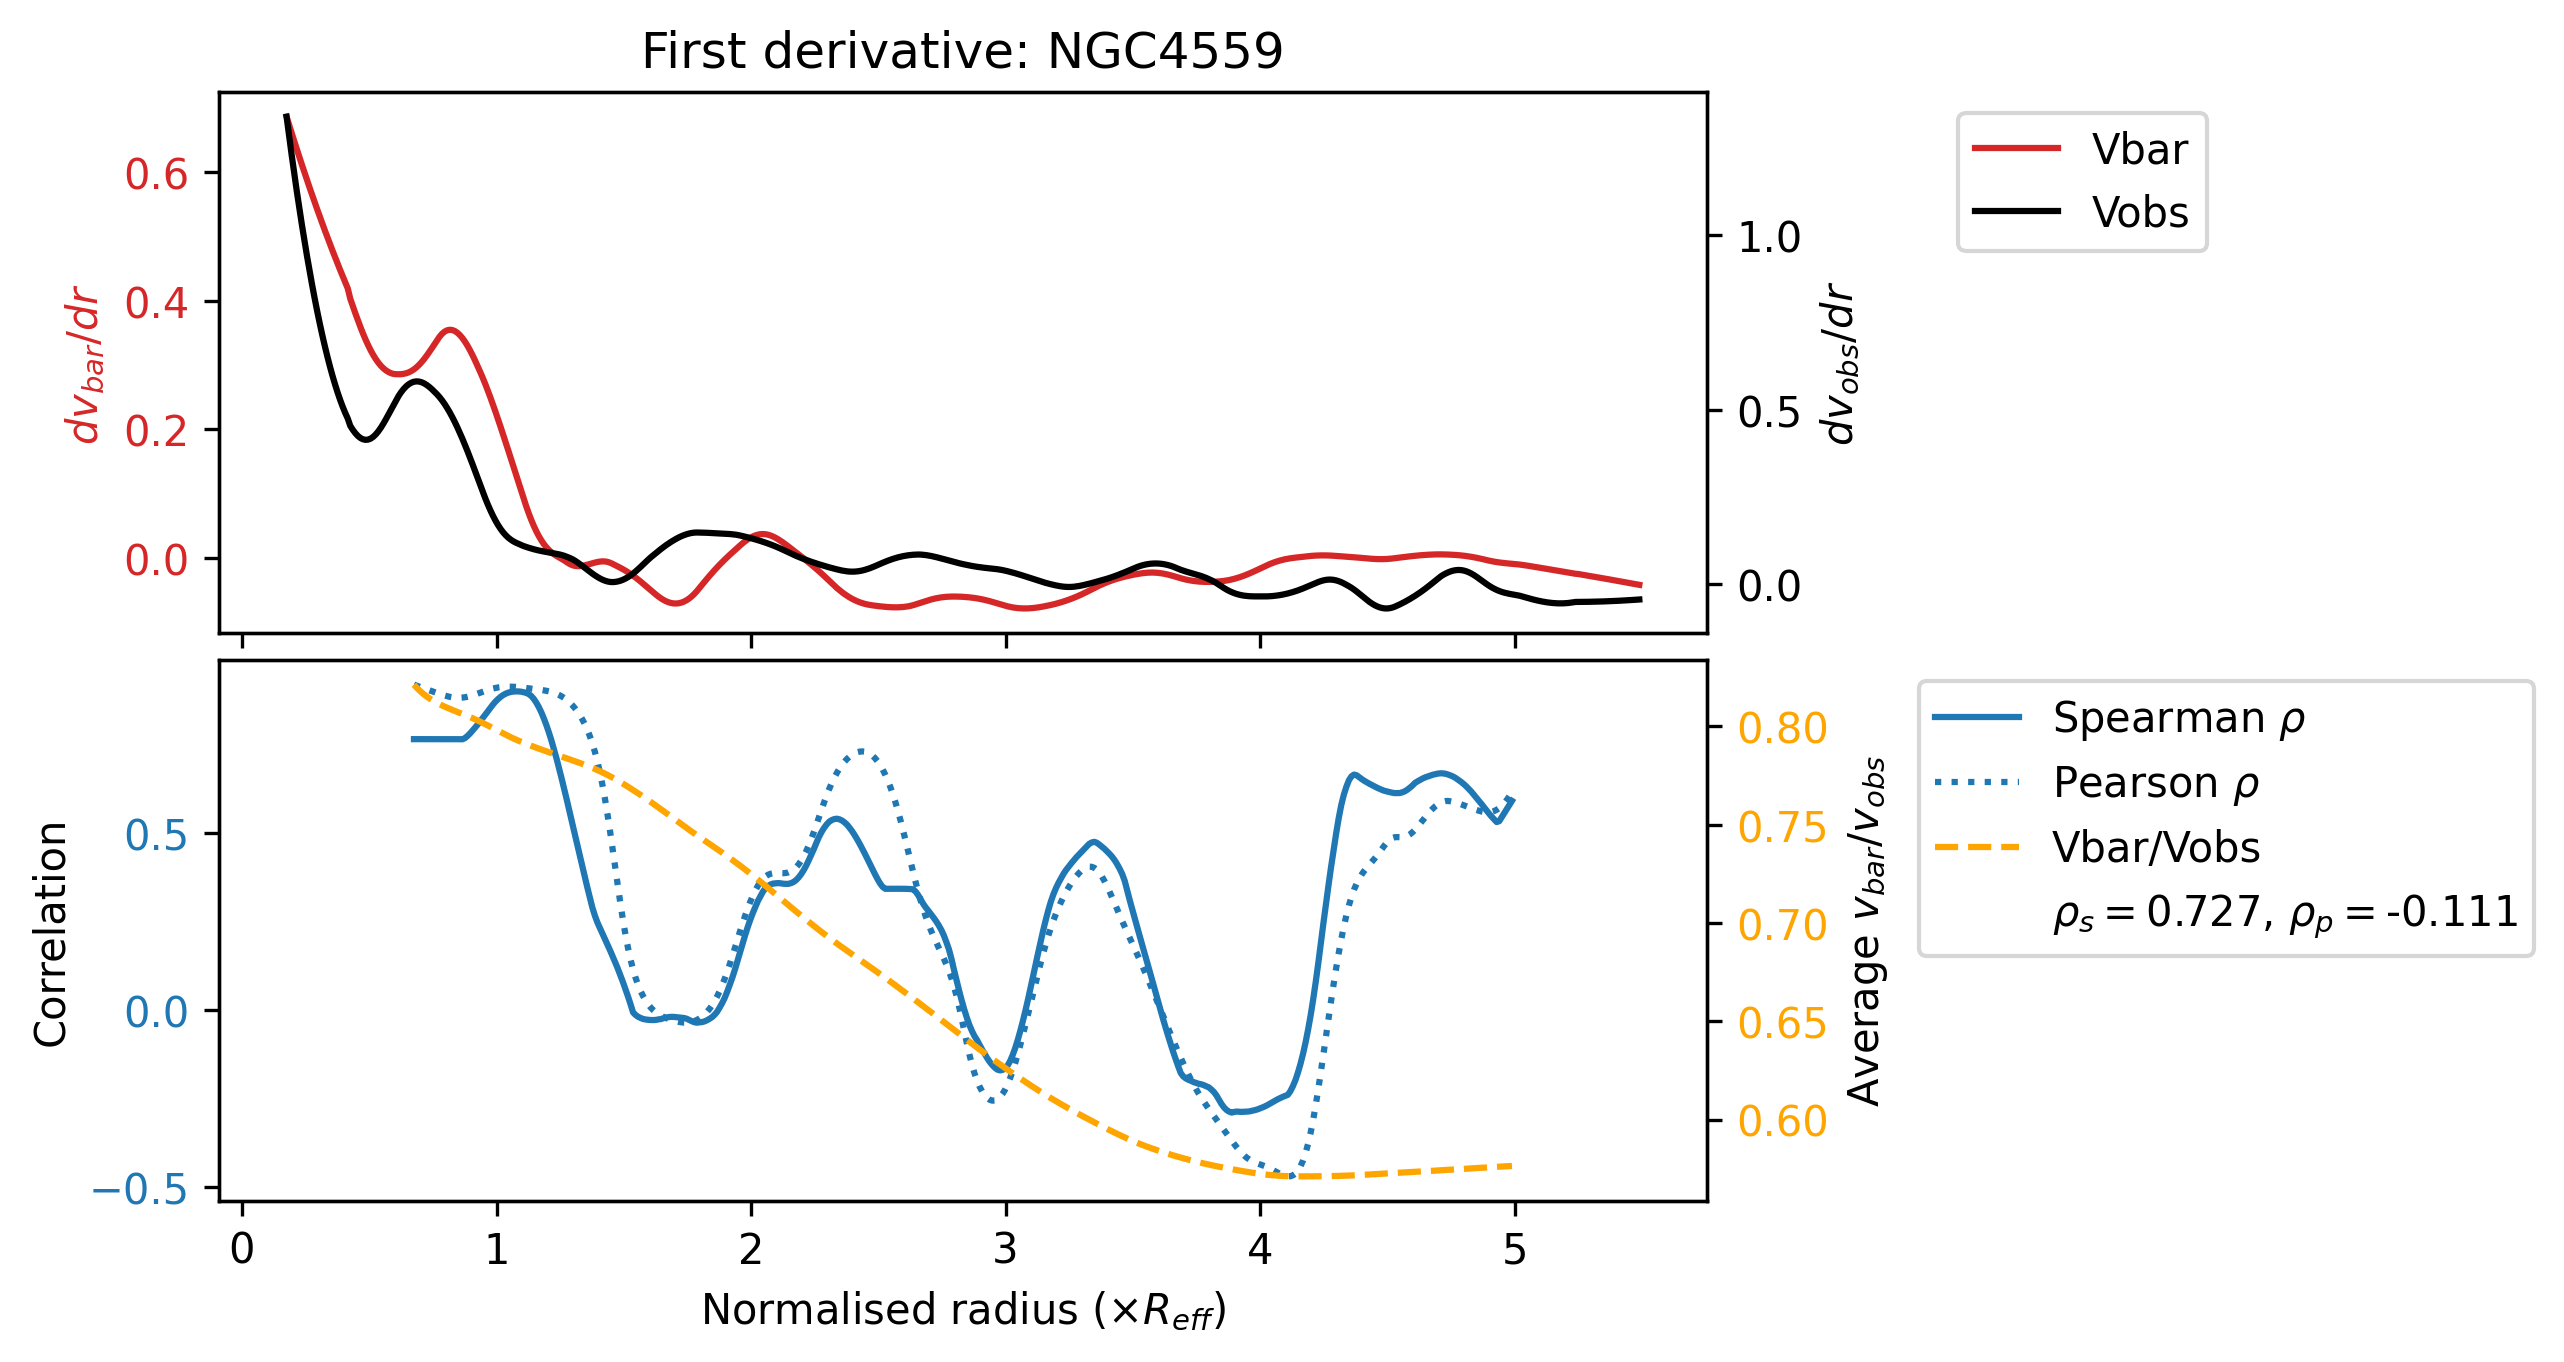 First derivative: NGC4559
0.6
0.4
0.2
0.0
dv_bar/dr
1.0
0.5
0.0
dv_obs/dr
Vbar
Vobs
0.5
0.0
−0.5
Correlation
0.80
0.75
0.70
0.65
0.60
Average v_bar/v_obs
Spearman ρ
Pearson ρ
Vbar/Vobs
ρ_s = 0.727, ρ_p = -0.111
0 1 2 3 4 5
Normalised radius (×R_eff)